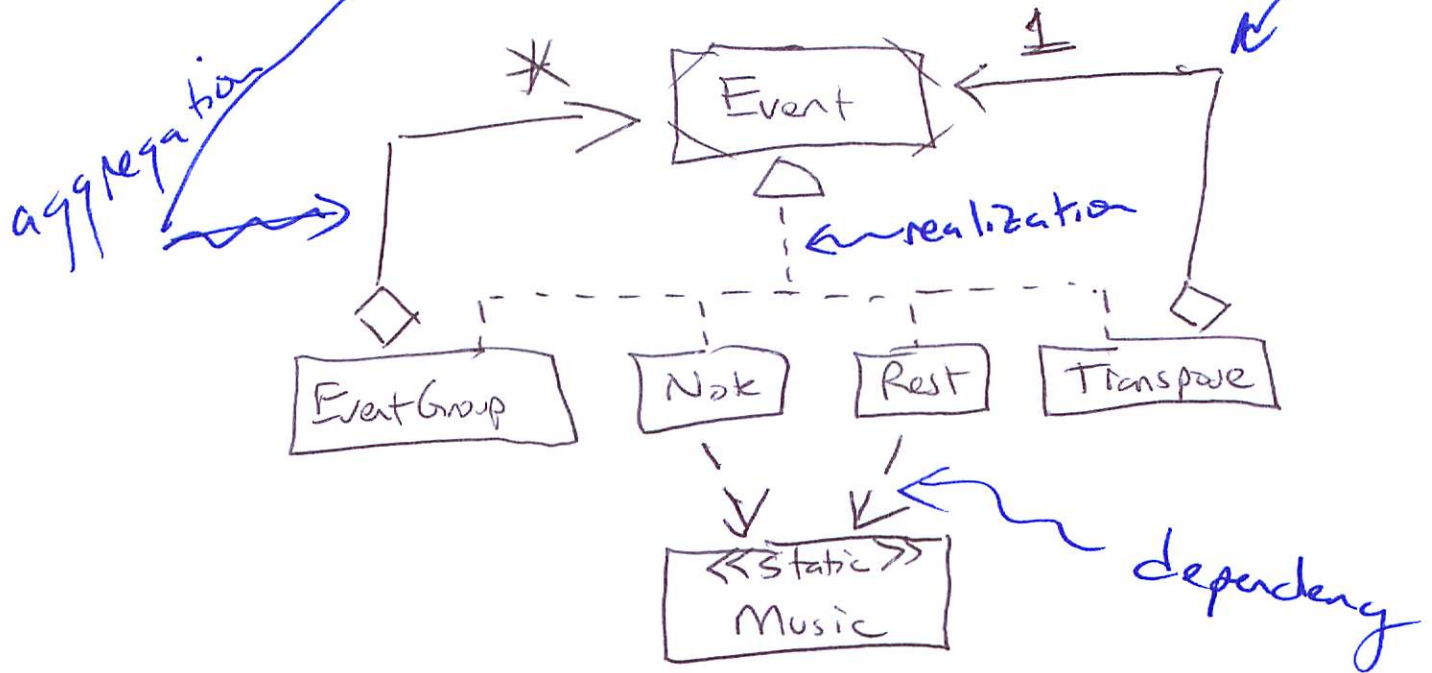 *
1
Event
aggregation
realization
EventGroup
Note
Rest
Transpose
<<static>>
Music
dependency